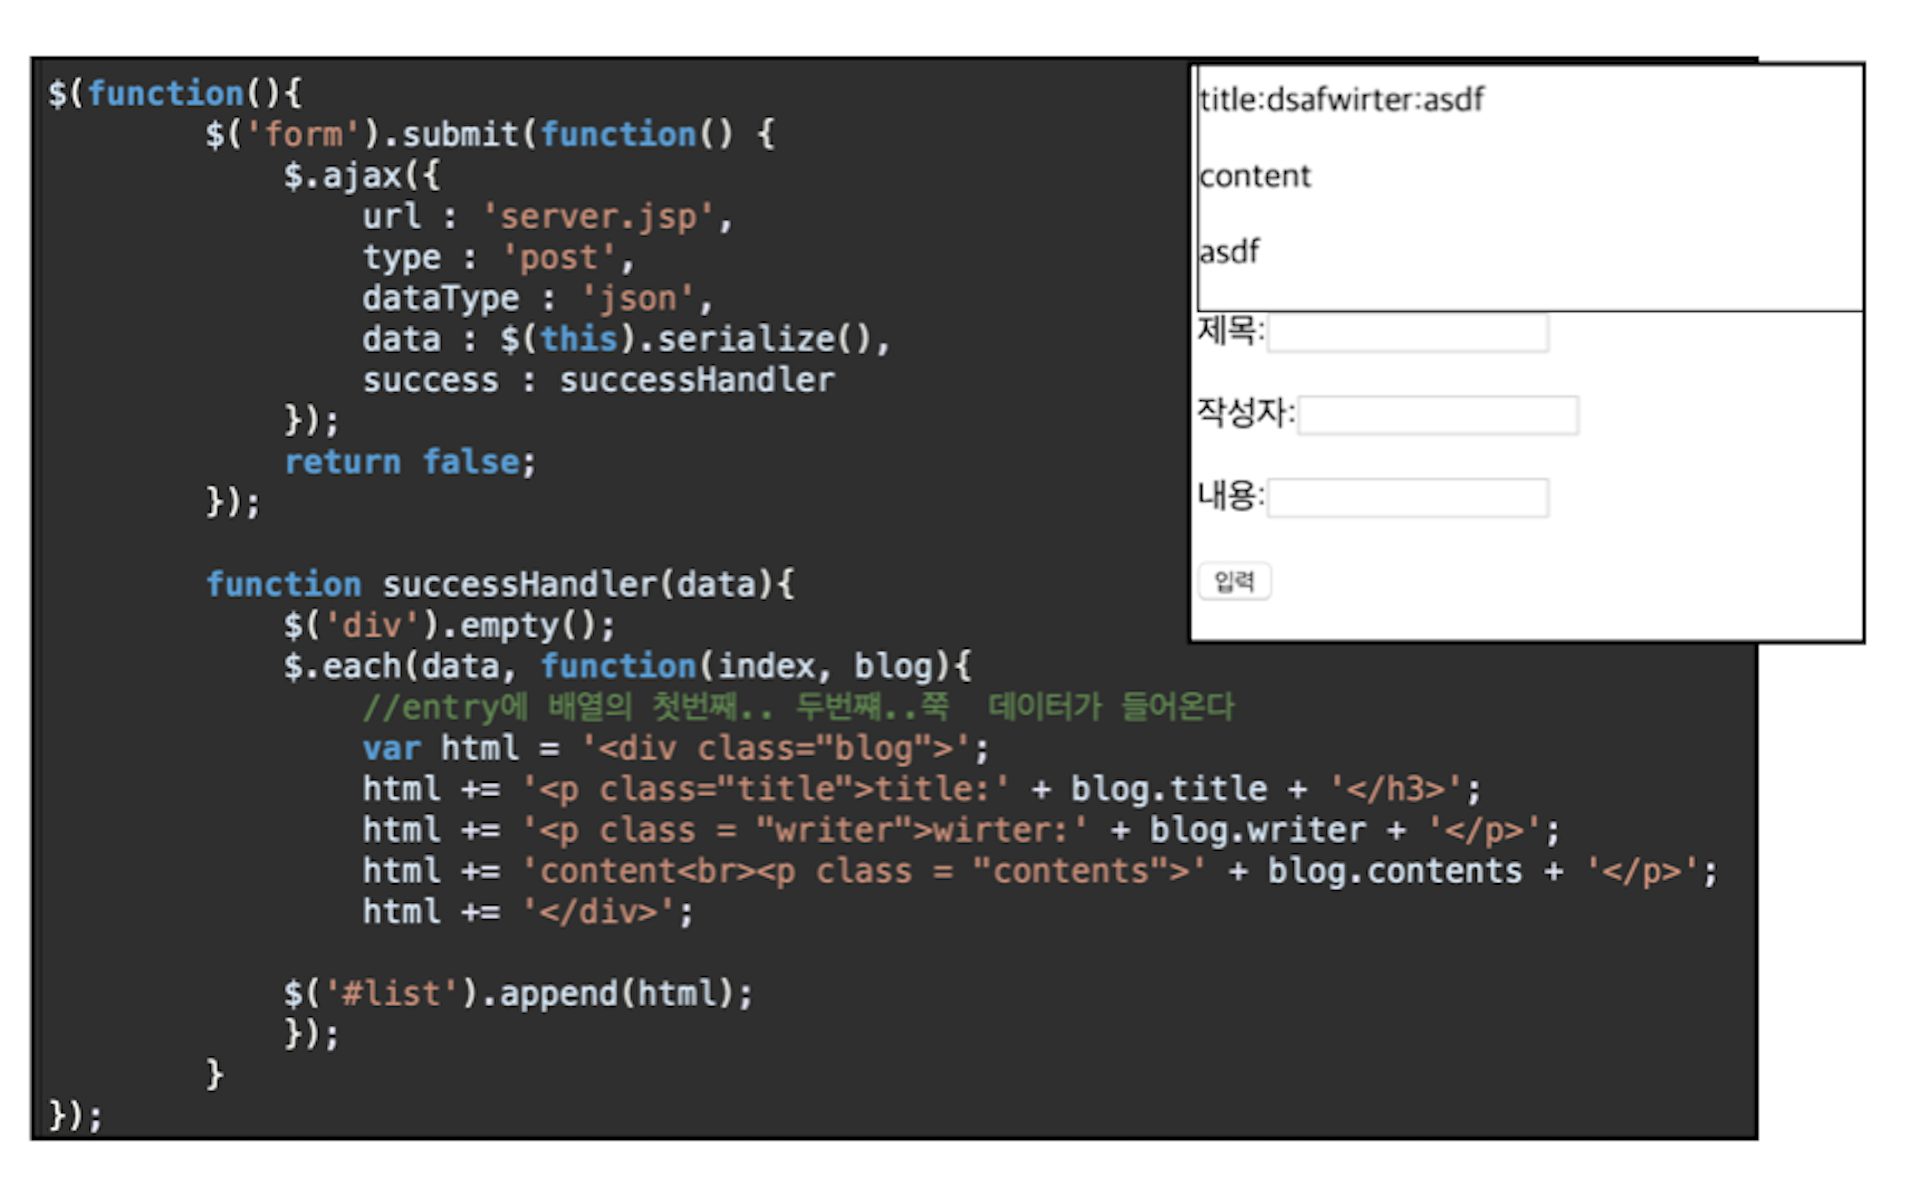 $(function(){
$('form').submit(function() {
$.ajax({
url : 'server.jsp',
type : 'post',
dataType : 'json',
data : $(this).serialize(),
success : successHandler
});
return false;
});
function successHandler(data){
$('div').empty();
$.each(data, function(index, blog){
//entry에 배열의 첫번째.. 두번쨰..쭉  데이터가 들어온다
var html = '<div class="blog">';
html += '<p class="title">title:' + blog.title + '</h3>';
html += '<p class = "writer">wirter:' + blog.writer + '</p>';
html += 'content<br><p class = "contents">' + blog.contents + '</p>';
html += '</div>';
$('#list').append(html);
});
}
});
title:dsafwirter:asdf
content
asdf
제목:
작성자:
내용:
입력